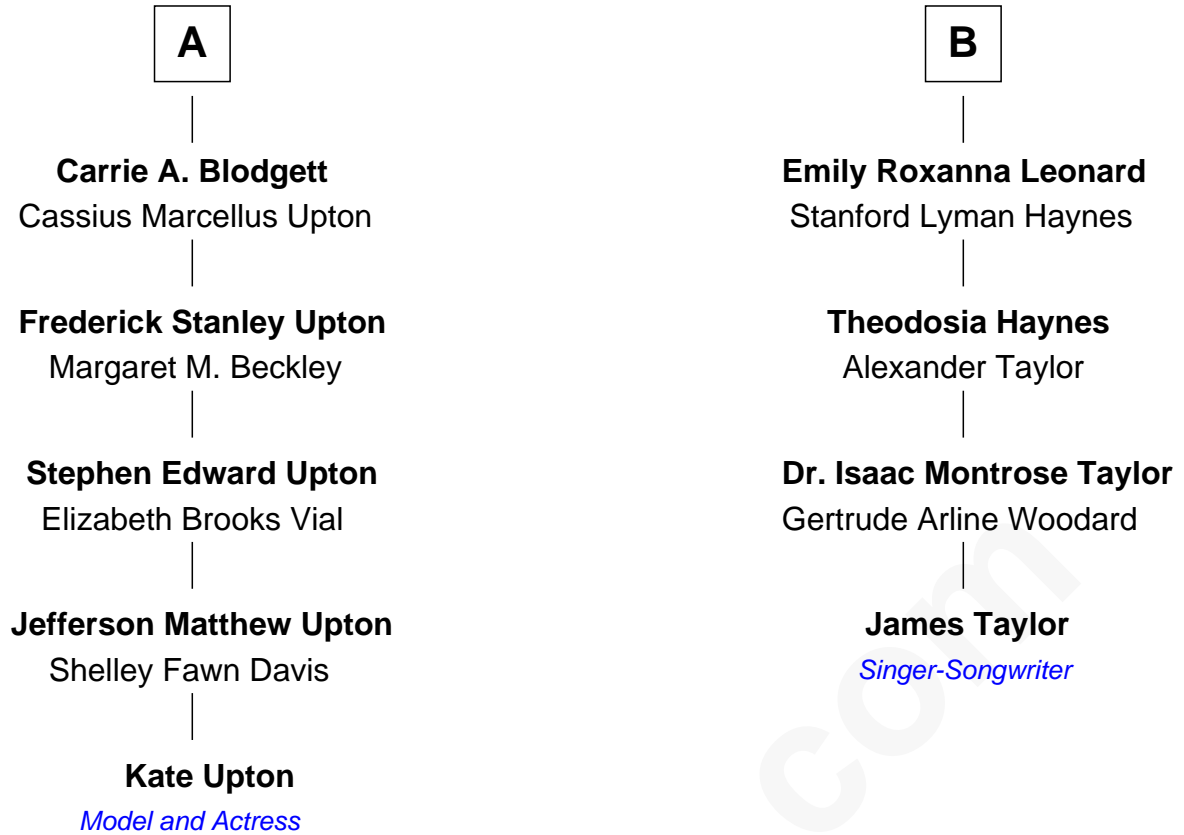 A
Carrie A. Blodgett
Cassius Marcellus Upton
Frederick Stanley Upton
Margaret M. Beckley
Stephen Edward Upton
Elizabeth Brooks Vial
Jefferson Matthew Upton
Shelley Fawn Davis
Kate Upton
Model and Actress
B
Emily Roxanna Leonard
Stanford Lyman Haynes
Theodosia Haynes
Alexander Taylor
Dr. Isaac Montrose Taylor
Gertrude Arline Woodard
James Taylor
Singer-Songwriter
com